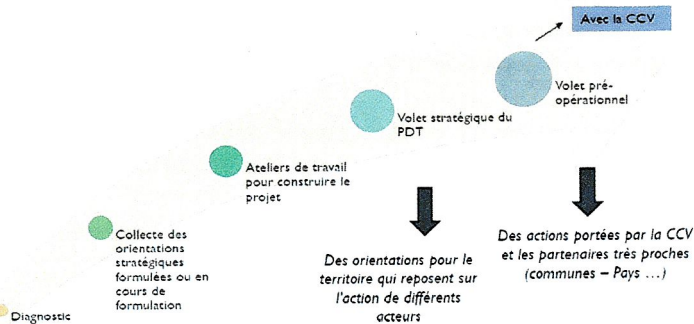 Avec la CCV
Volet pré-
opérationnel
Volet stratégique du
PDT
Ateliers de travail
pour construire le
projet
Collecte des
orientations
stratégiques
formulées ou en
cours de
formulation
Diagnostic
Des orientations pour le
territoire qui reposent sur
l'action de différents
acteurs
Des actions portées par la CCV
et les partenaires très proches
(communes – Pays ...)